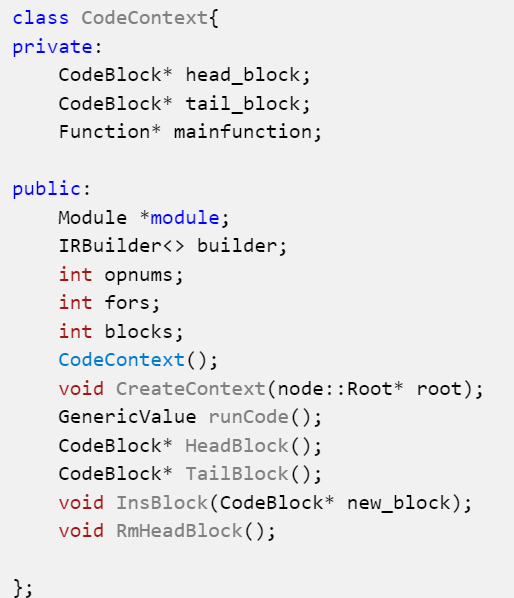 class CodeContext{
private:
    CodeBlock* head_block;
    CodeBlock* tail_block;
    Function* mainfunction;

public:
    Module *module;
    IRBuilder<> builder;
    int opnums;
    int fors;
    int blocks;
    CodeContext();
    void CreateContext(node::Root* root);
    GenericValue runCode();
    CodeBlock* HeadBlock();
    CodeBlock* TailBlock();
    void InsBlock(CodeBlock* new_block);
    void RmHeadBlock();

};